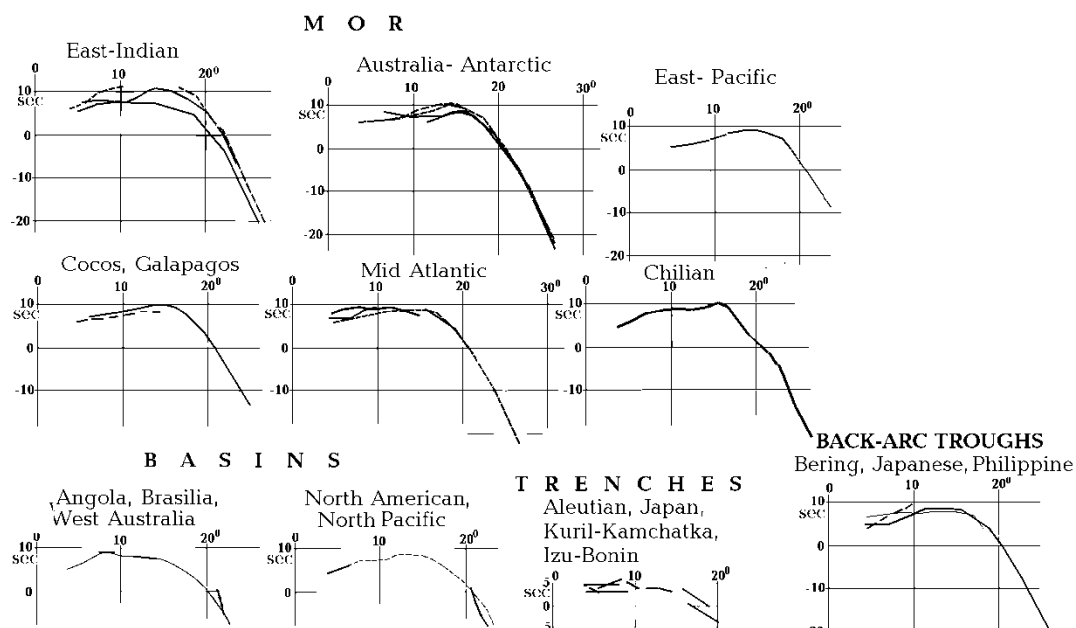 M O R
East-Indian
0 10 20⁰
10
sec
0
-10
-20
Australia- Antarctic
0 10 20 30⁰
10
sec
0
-10
-20
East- Pacific
0 10 20⁰
10
sec
0
-10
-20
Cocos, Galapagos
0 10 20⁰
10
sec
0
-10
Mid Atlantic
0 10 20 30⁰
10
sec
0
-10
Chilian
0 10 20⁰
10
sec
0
-10
B A S I N S
Angola, Brasilia,
West Australia
0 10 20⁰
10
sec
0
North American,
North Pacific
0 10 20⁰
10
sec
0
T R E N C H E S
Aleutian, Japan,
Kuril-Kamchatka,
Izu-Bonin
0 10 20⁰
5
sec
0
5
BACK-ARC TROUGHS
Bering, Japanese, Philippine
0 10 20⁰
10
sec
0
-10
-20